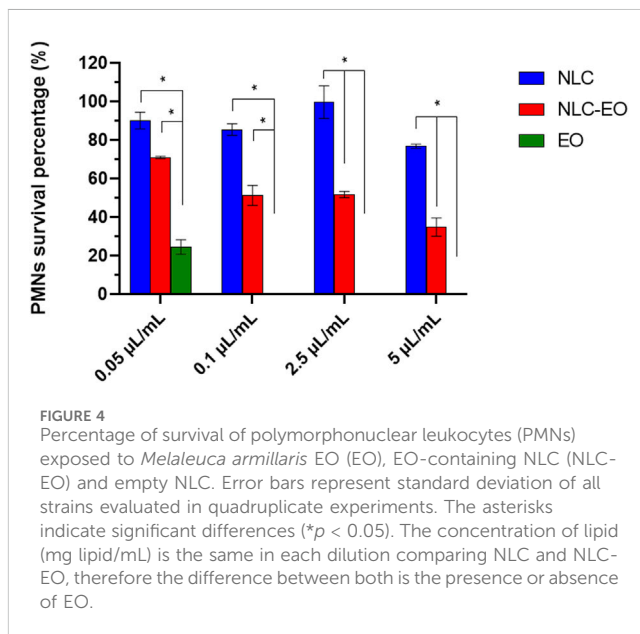 PMNs survival percentage (%)
120
100
80
60
40
20
0
*
*
*
*
*
*
0.05 µL/mL
0.1 µL/mL
2.5 µL/mL
5 µL/mL
NLC
NLC-EO
EO
FIGURE 4
Percentage of survival of polymorphonuclear leukocytes (PMNs)
exposed to Melaleuca armillaris EO (EO), EO-containing NLC (NLC-
EO) and empty NLC. Error bars represent standard deviation of all
strains evaluated in quadruplicate experiments. The asterisks
indicate significant differences (*p < 0.05). The concentration of lipid
(mg lipid/mL) is the same in each dilution comparing NLC and NLC-
EO, therefore the difference between both is the presence or absence
of EO.